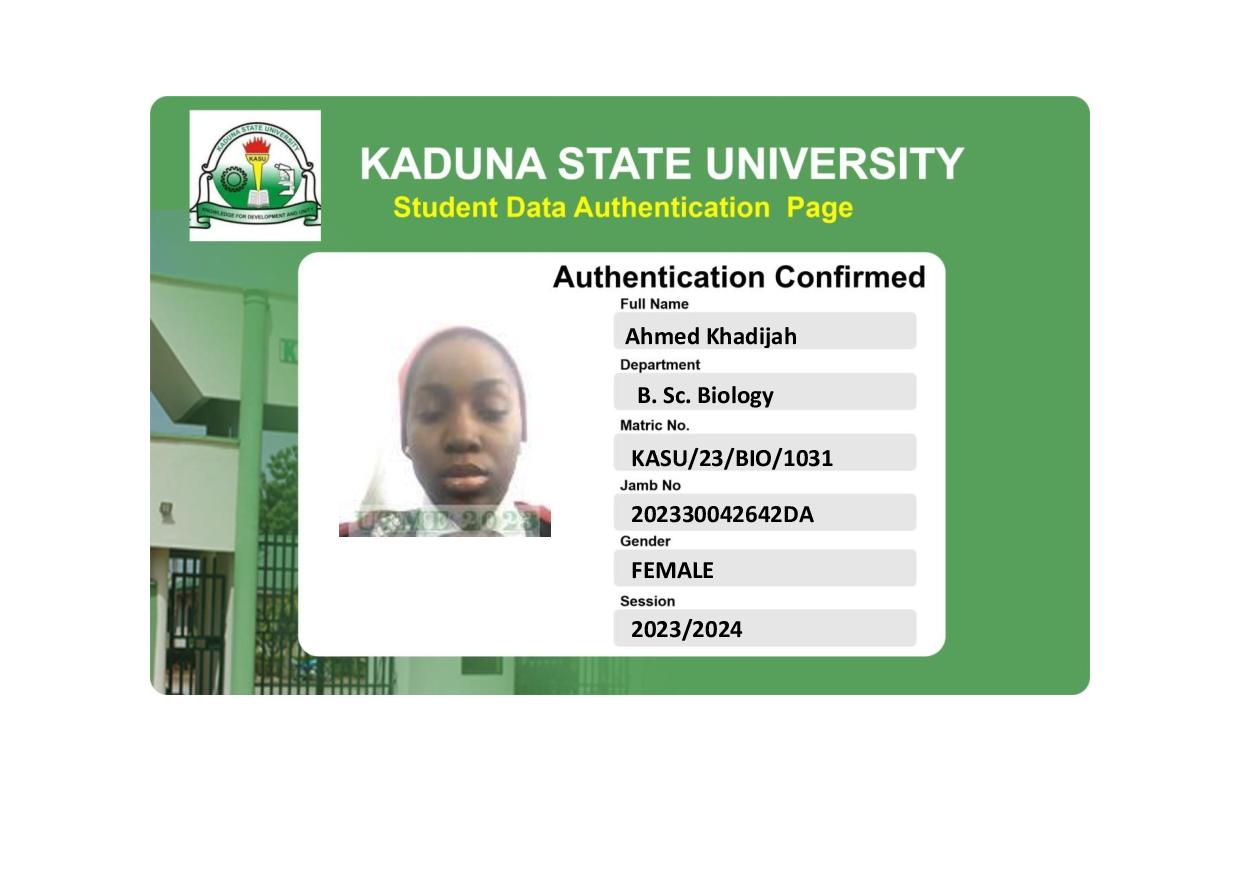 KADUNA STATE UNIVERSITY
KASU
KNOWLEDGE FOR DEVELOPMENT AND UNITY
KADUNA STATE UNIVERSITY
Student Data Authentication Page
Authentication Confirmed
Full Name
Ahmed Khadijah
Department
B. Sc. Biology
Matric No.
KASU/23/BIO/1031
Jamb No
202330042642DA
Gender
FEMALE
Session
2023/2024
UTME 2023
K